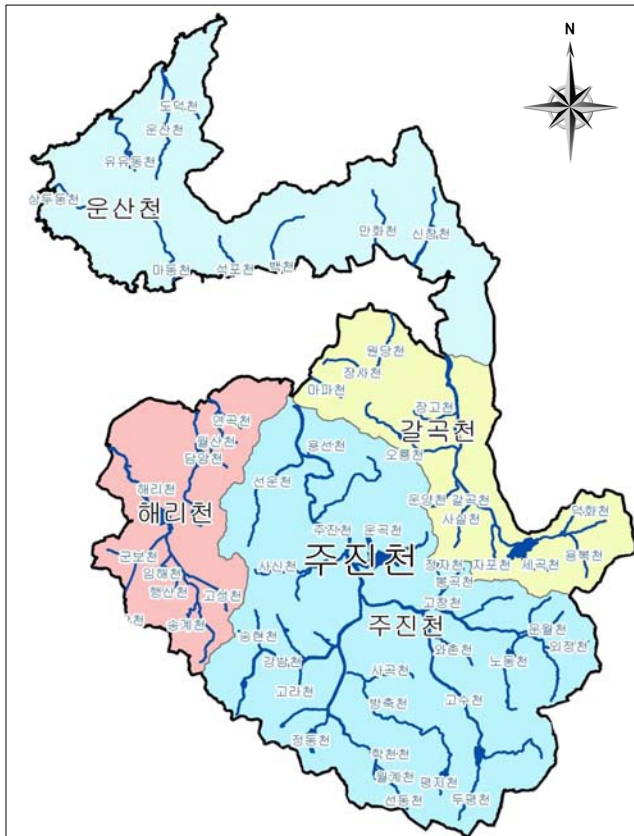 N
도덕천
운산천
유유동천
상두동천
운산천
만화천
신창천
마동천
석포천
백천
원당천
장사천
마파천
장고천
갈곡천
연곡천
월산천
담암천
용선천
오룡천
선운천
해리천
해리천
운양천
갈곡천
사실천
덕화천
주진천
운곡천
주진천
군보천
임해천
행산천
고성천
사신천
정자천
자포천
세곡천
용봉천
봉곡천
고창천
송계천
송현천
주진천
와촌천
운월천
외정천
노동천
강남천
고라천
사곡천
방축천
고수천
정동천
학천천
월계천
평지천
선동천
두평천